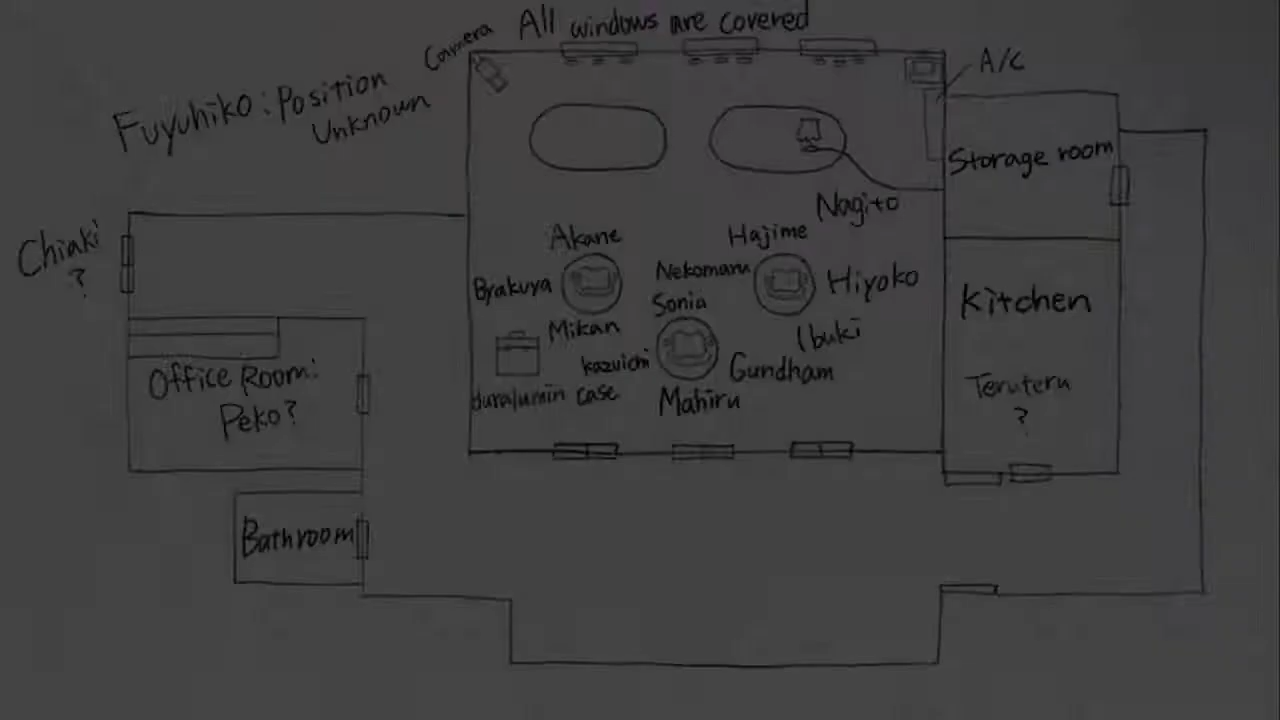 All windows are covered
Camera
A/C
Fuyuhiko: Position
Unknown
Storage room
Nagito
Chiaki
?
Akane
Hajime
Byakuya
Nekomaru
Hiyoko
Sonia
Kitchen
Mikan
Ibuki
kazuichi
Gundham
Office Room:
Peko?
duralumin case
Mahiru
Teruteru
?
Bathroom